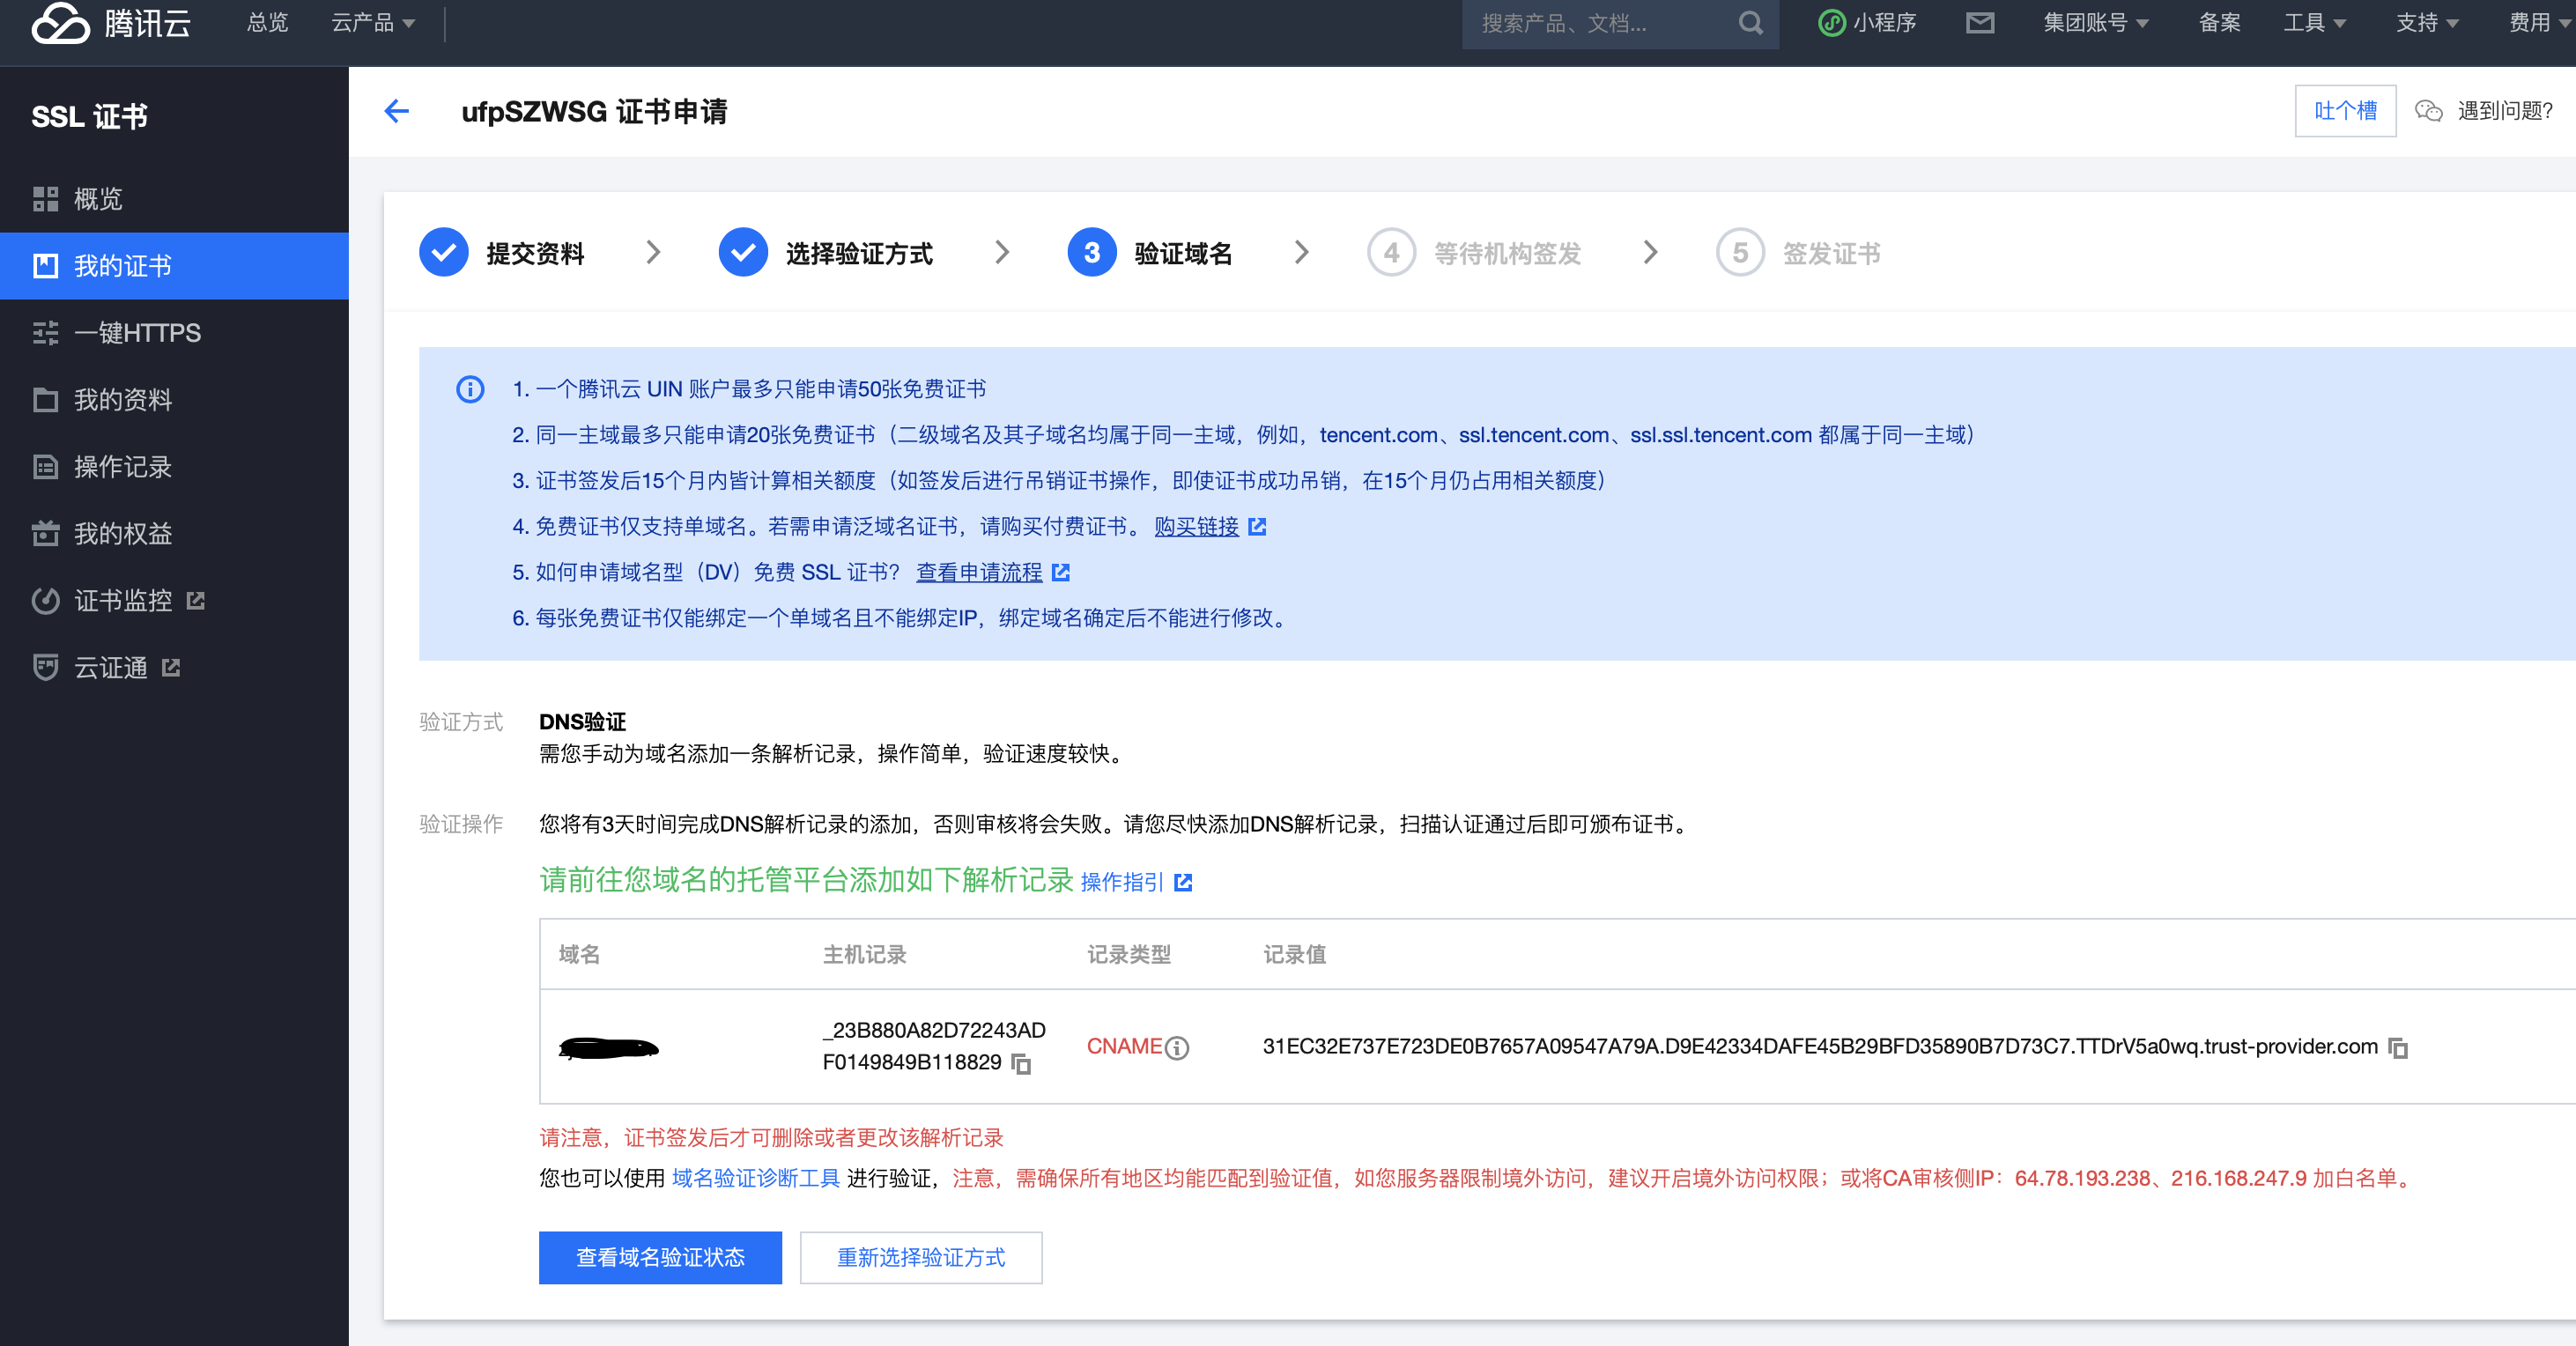 腾讯云
总览
云产品
搜索产品、文档...
小程序
集团账号
备案
工具
支持
费用
SSL 证书
概览
我的证书
一键HTTPS
我的资料
操作记录
我的权益
证书监控
云证通
ufpSZWSG 证书申请
吐个槽
遇到问题?
提交资料
选择验证方式
3 验证域名
4 等待机构签发
5 签发证书
1. 一个腾讯云 UIN 账户最多只能申请50张免费证书
2. 同一主域最多只能申请20张免费证书（二级域名及其子域名均属于同一主域，例如，tencent.com、ssl.tencent.com、ssl.ssl.tencent.com 都属于同一主域）
3. 证书签发后15个月内皆计算相关额度（如签发后进行吊销证书操作，即使证书成功吊销，在15个月仍占用相关额度）
4. 免费证书仅支持单域名。若需申请泛域名证书，请购买付费证书。 购买链接
5. 如何申请域名型（DV）免费 SSL 证书？ 查看申请流程
6. 每张免费证书仅能绑定一个单域名且不能绑定IP，绑定域名确定后不能进行修改。
验证方式
DNS验证
需您手动为域名添加一条解析记录，操作简单，验证速度较快。
验证操作
您将有3天时间完成DNS解析记录的添加，否则审核将会失败。请您尽快添加DNS解析记录，扫描认证通过后即可颁布证书。
请前往您域名的托管平台添加如下解析记录 操作指引
域名
主机记录
记录类型
记录值
_23B880A82D72243AD
F0149849B118829
CNAME
31EC32E737E723DE0B7657A09547A79A.D9E42334DAFE45B29BFD35890B7D73C7.TTDrV5a0wq.trust-provider.com
请注意，证书签发后才可删除或者更改该解析记录
您也可以使用 域名验证诊断工具 进行验证，注意，需确保所有地区均能匹配到验证值，如您服务器限制境外访问，建议开启境外访问权限；或将CA审核侧IP：64.78.193.238、216.168.247.9 加白名单。
查看域名验证状态
重新选择验证方式